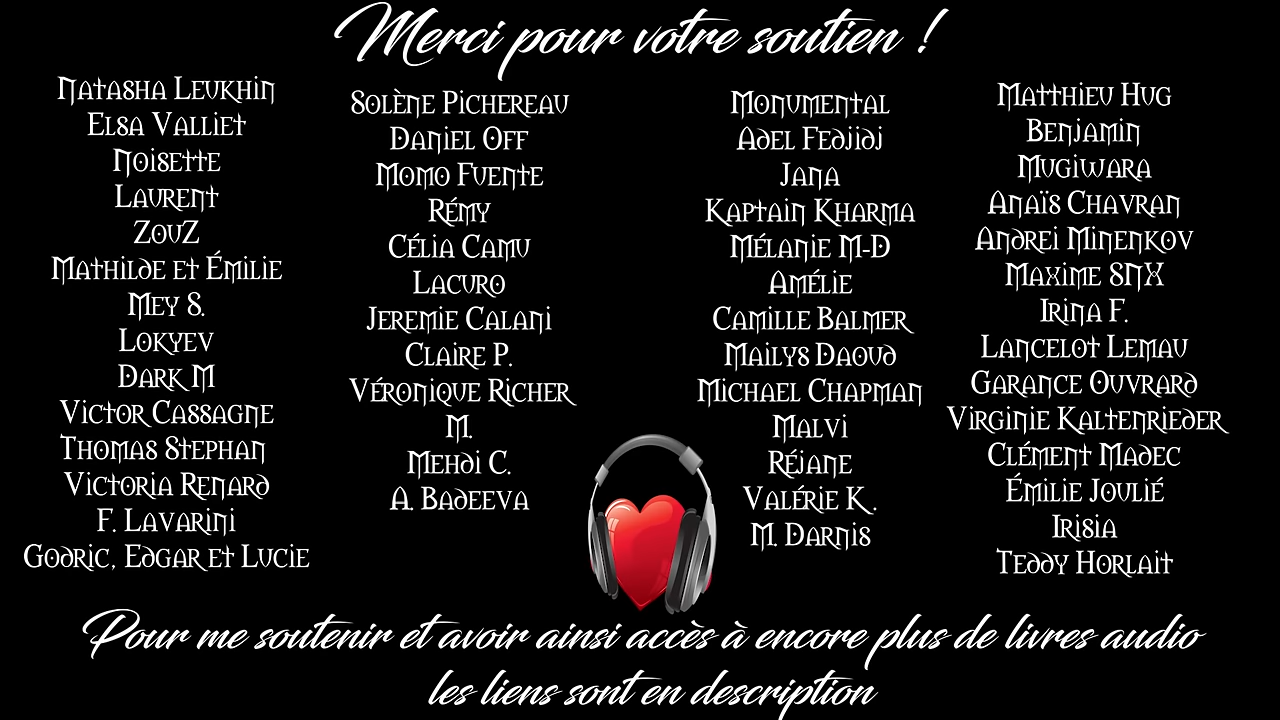 Merci pour votre soutien !
Natasha Leukhin
Elsa Valliet
Noisette
Laurent
ZouZ
Mathilde et Émilie
Mey S.
Lokyev
Dark M
Victor Cassagne
Thomas Stephan
Victoria Renard
F. Lavarini
Godric, Edgar et Lucie
Solène Pichereau
Daniel Off
Momo Fuente
Rémy
Célia Camu
Lacuro
Jeremie Calani
Claire P.
Véronique Richer
M.
Mehdi C.
A. Badeeva
Monumental
Adel Fedjidj
Jana
Kaptain Kharma
Mélanie M-D
Amélie
Camille Balmer
Mailys Daoud
Michael Chapman
Malvi
Réjane
Valérie K.
M. Darnis
Matthieu Hug
Benjamin
Mugiwara
Anaïs Chavran
Andrei Minenkov
Maxime SNX
Irina F.
Lancelot Lemau
Garance Ouvrard
Virginie Kaltenrieder
Clément Madec
Émilie Joulié
Irisia
Teddy Horlait
Pour me soutenir et avoir ainsi accès à encore plus de livres audio
les liens sont en description